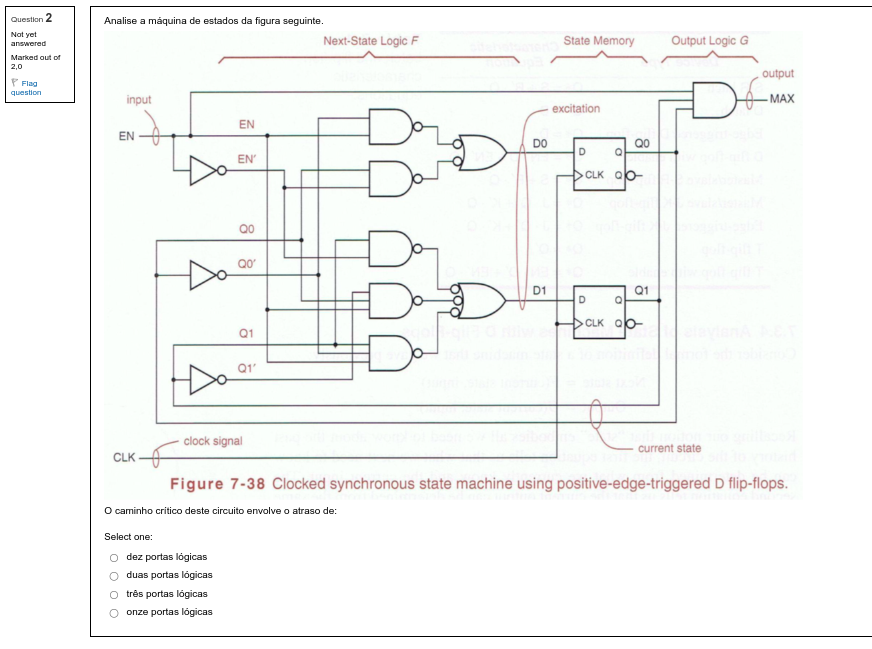 Question 2
Not yet
answered
Marked out of
2,0
Flag
question
Analise a máquina de estados da figura seguinte.
Next-State Logic F
State Memory
Output Logic G
input
EN
EN
EN′
Q0
Q0′
Q1
Q1′
excitation
D0
D Q
CLK Q
Q0
D1
D Q
CLK Q
Q1
output
MAX
clock signal
CLK
current state
Figure 7-38 Clocked synchronous state machine using positive-edge-triggered D flip-flops.
O caminho crítico deste circuito envolve o atraso de:
Select one:
dez portas lógicas
duas portas lógicas
três portas lógicas
onze portas lógicas